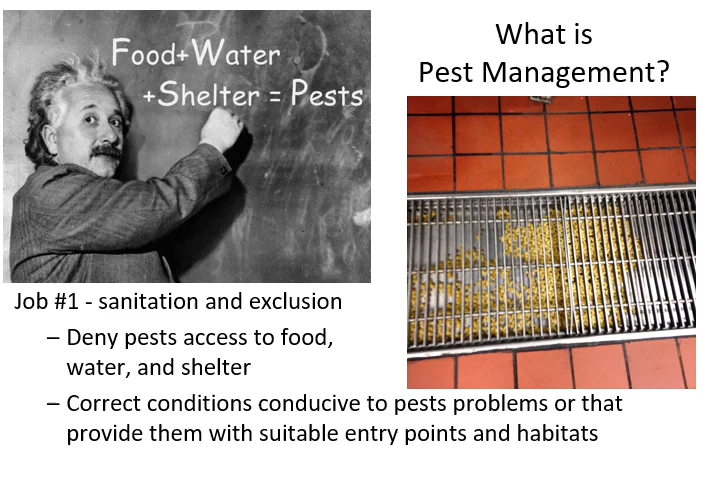 Food+Water
+Shelter = Pests
What is
Pest Management?
Job #1 - sanitation and exclusion
– Deny pests access to food,
water, and shelter
– Correct conditions conducive to pests problems or that
provide them with suitable entry points and habitats